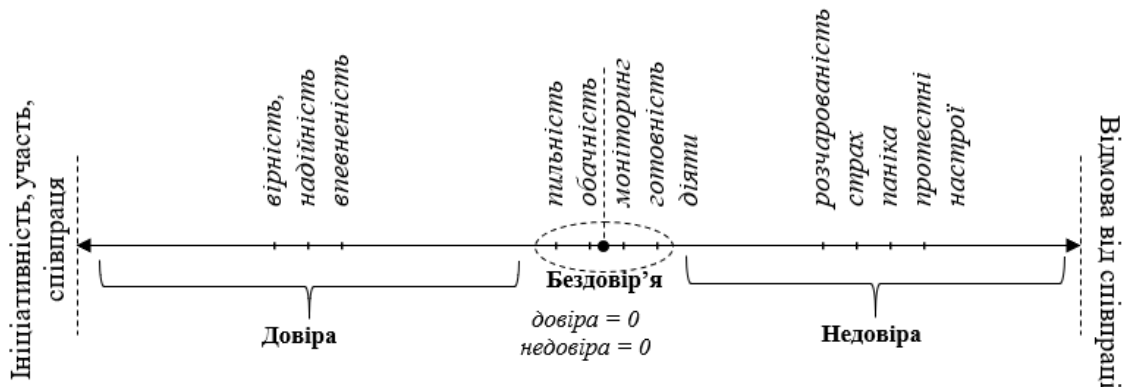 Ініціативність, участь,
співпраця
вірність,
надійність
впевненість
пильність
обачність
моніторинг
готовність
діяти
розчарованість
страх
паніка
протестні
настрої
Відмова від співпраці
Довіра
Бездовір’я
довіра = 0
недовіра = 0
Недовіра